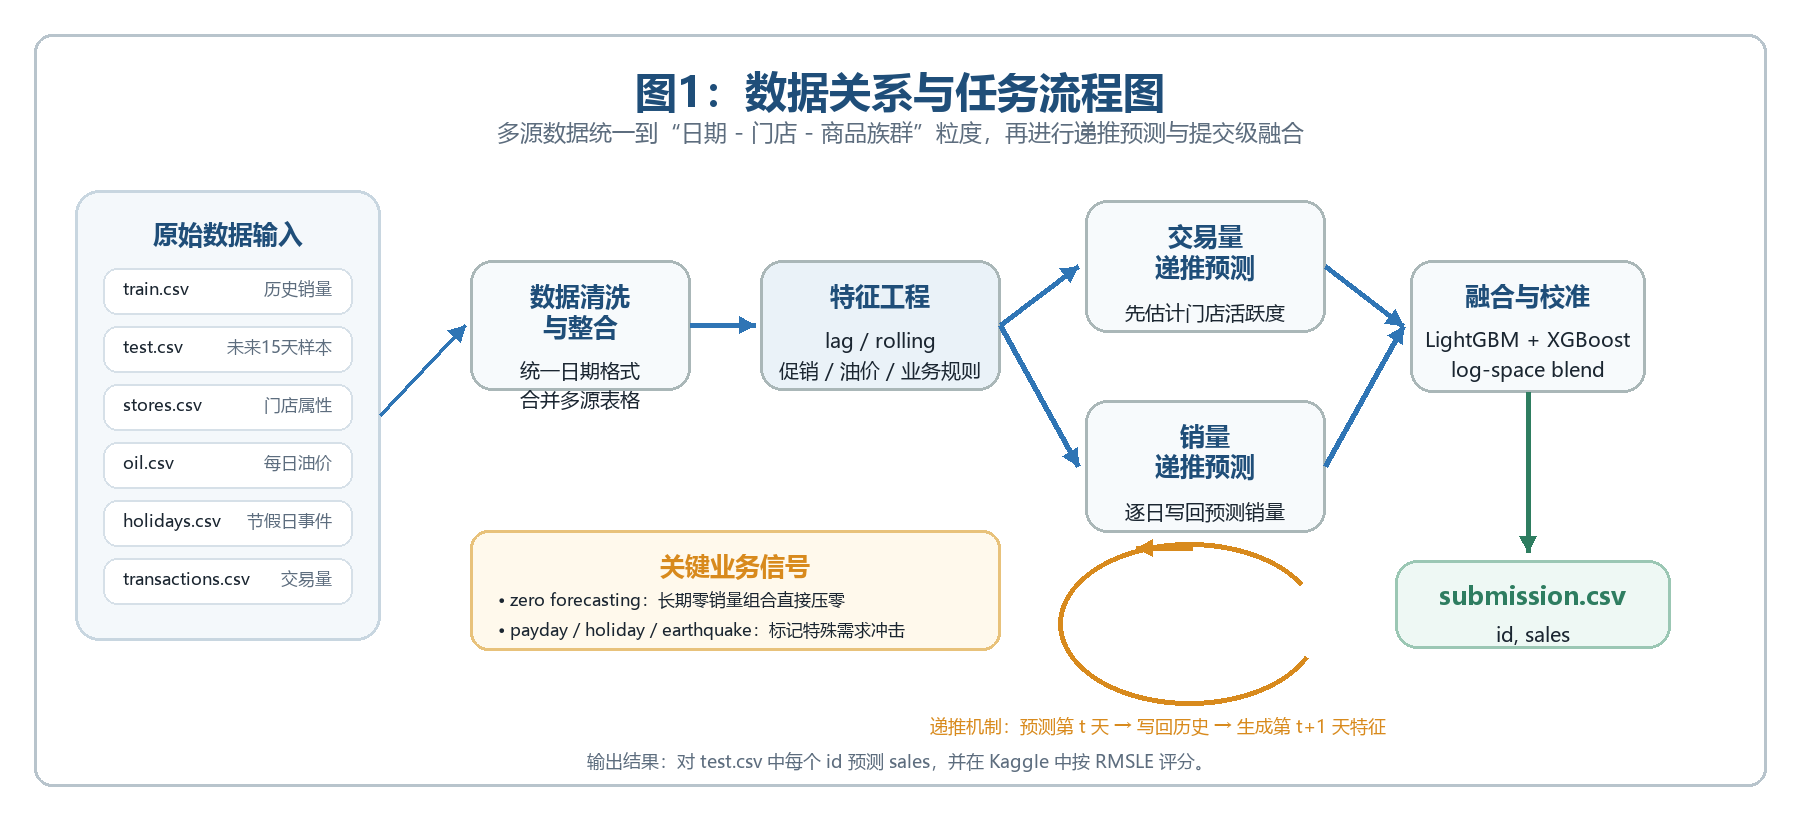 图1：数据关系与任务流程图
多源数据统一到“日期 - 门店 - 商品族群”粒度，再进行递推预测与提交级融合
原始数据输入
train.csv 历史销量
test.csv 未来15天样本
stores.csv 门店属性
oil.csv 每日油价
holidays.csv 节假日事件
transactions.csv 交易量
数据清洗
与整合
统一日期格式
合并多源表格
特征工程
lag / rolling
促销 / 油价 / 业务规则
交易量
递推预测
先估计门店活跃度
销量
递推预测
逐日写回预测销量
融合与校准
LightGBM + XGBoost
log-space blend
关键业务信号
• zero forecasting：长期零销量组合直接压零
• payday / holiday / earthquake：标记特殊需求冲击
submission.csv
id, sales
递推机制：预测第 t 天 → 写回历史 → 生成第 t+1 天特征
输出结果：对 test.csv 中每个 id 预测 sales，并在 Kaggle 中按 RMSLE 评分。